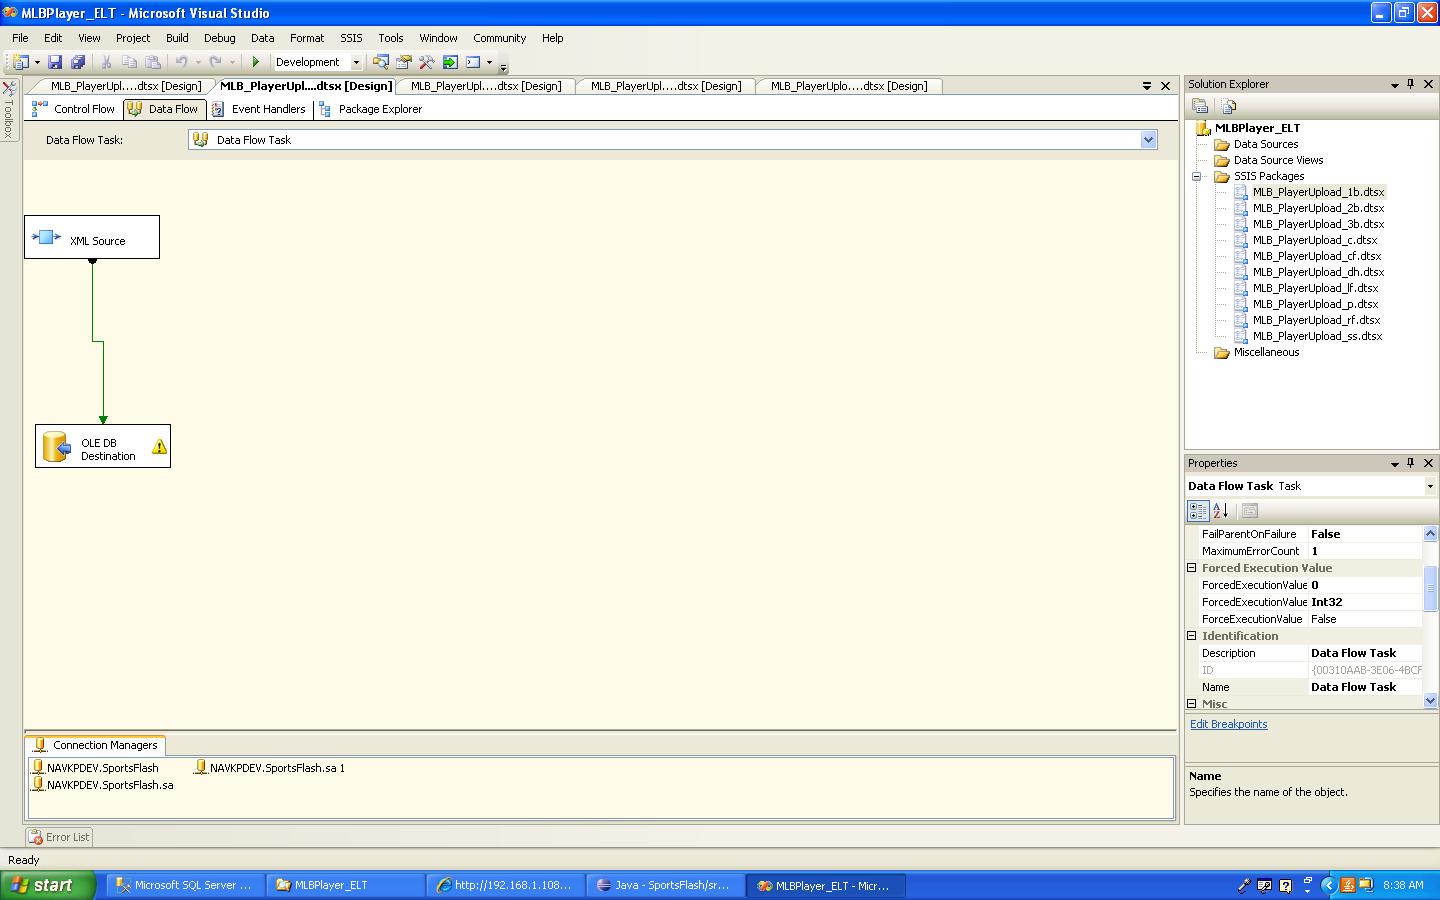 MLBPlayer_ELT - Microsoft Visual Studio
File Edit View Project Build Debug Data Format SSIS Tools Window Community Help
Development
Toolbox
MLB_PlayerUpl....dtsx [Design] MLB_PlayerUpl....dtsx [Design] MLB_PlayerUpl....dtsx [Design] MLB_PlayerUpl....dtsx [Design] MLB_PlayerUplo....dtsx [Design]
Control Flow Data Flow Event Handlers Package Explorer
Data Flow Task: Data Flow Task
XML Source
OLE DB
Destination
Connection Managers
NAVKPDEV.SportsFlash NAVKPDEV.SportsFlash.sa 1
NAVKPDEV.SportsFlash.sa
Error List
Solution Explorer
MLBPlayer_ELT
Data Sources
Data Source Views
SSIS Packages
MLB_PlayerUpload_1b.dtsx
MLB_PlayerUpload_2b.dtsx
MLB_PlayerUpload_3b.dtsx
MLB_PlayerUpload_c.dtsx
MLB_PlayerUpload_cf.dtsx
MLB_PlayerUpload_dh.dtsx
MLB_PlayerUpload_lf.dtsx
MLB_PlayerUpload_p.dtsx
MLB_PlayerUpload_rf.dtsx
MLB_PlayerUpload_ss.dtsx
Miscellaneous
Properties
Data Flow Task Task
FailParentOnFailure False
MaximumErrorCount 1
Forced Execution Value
ForcedExecutionValue 0
ForcedExecutionValue Int32
ForceExecutionValue False
Identification
Description Data Flow Task
ID {00310AAB-3E06-4BCF
Name Data Flow Task
Misc
Edit Breakpoints
Name
Specifies the name of the object.
Ready
start Microsoft SQL Server ... MLBPlayer_ELT http://192.168.1.108... Java - SportsFlash/sr... MLBPlayer_ELT - Micr... 8:38 AM